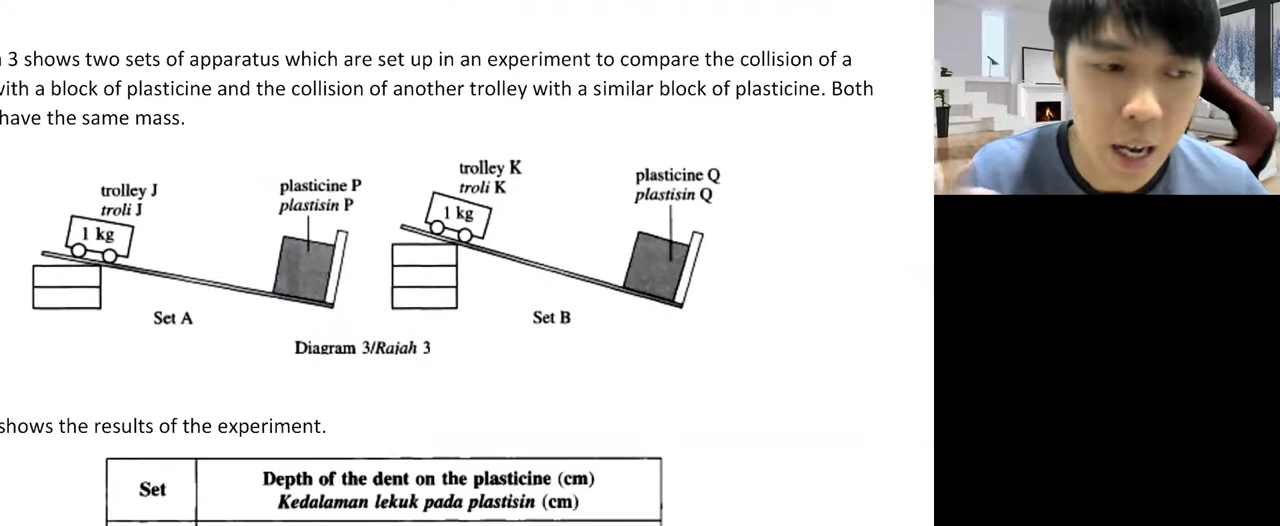 3 shows two sets of apparatus which are set up in an experiment to compare the collision of a
with a block of plasticine and the collision of another trolley with a similar block of plasticine. Both
have the same mass.
trolley J
troli J
1 kg
plasticine P
plastisin P
Set A
trolley K
troli K
1 kg
plasticine Q
plastisin Q
Set B
Diagram 3/Rajah 3
shows the results of the experiment.
Set
Depth of the dent on the plasticine (cm)
Kedalaman lekuk pada plastisin (cm)